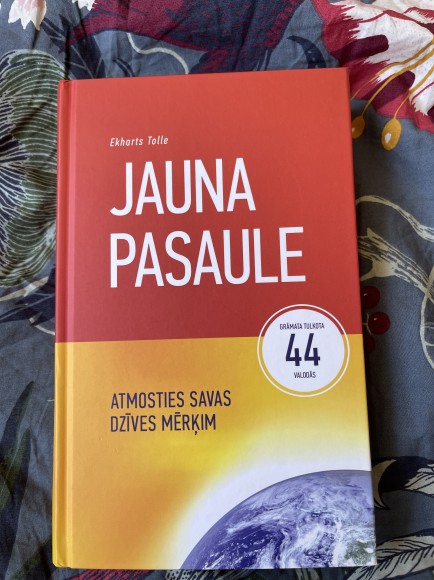 Ekharts Tolle
JAUNA
PASAULE
GRĀMATA TULKOTA
44
VALODĀS
ATMOSTIES SAVAS
DZĪVES MĒRĶIM